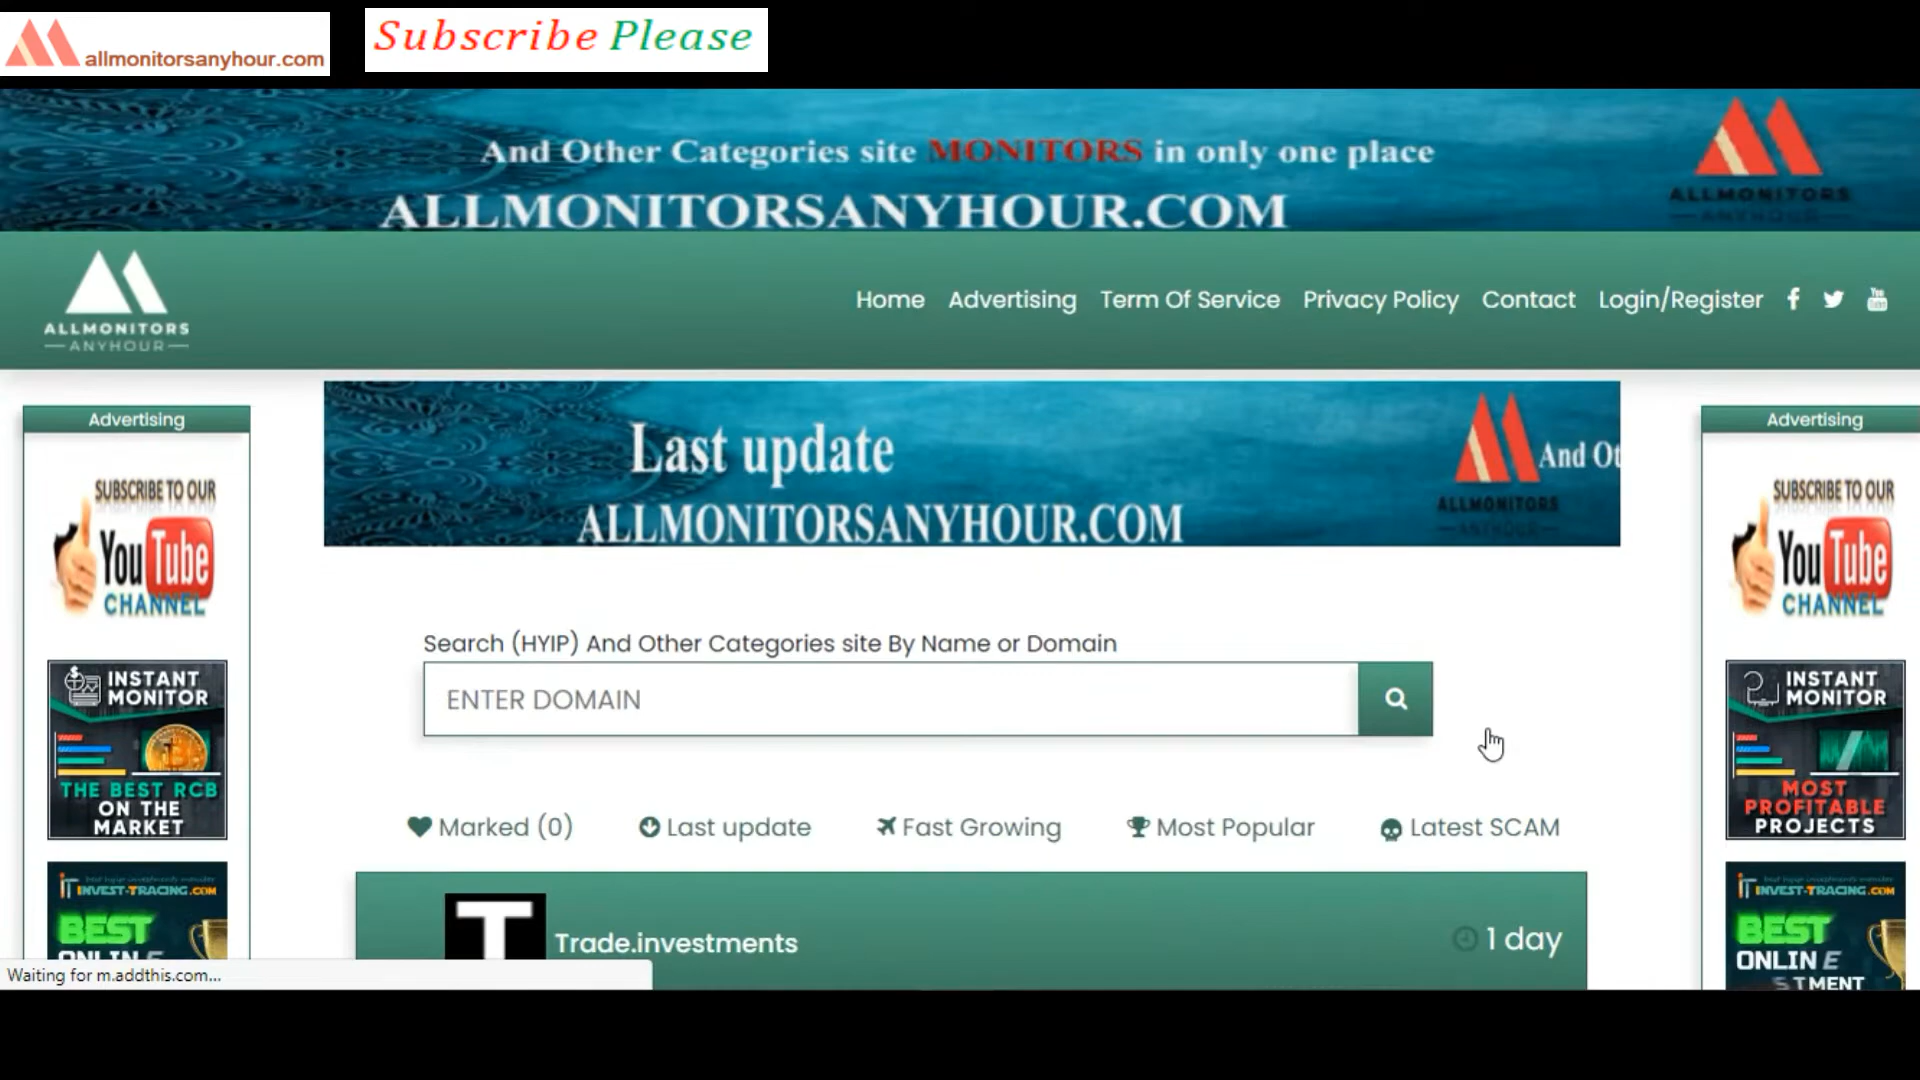 allmonitorsanyhour.com
Subscribe Please
And Other Categories site MONITORS in only one place
ALLMONITORSANYHOUR.COM
ALLMONITORS
ALLMONITORS
ANYHOUR
Home Advertising Term Of Service Privacy Policy Contact Login/Register
Advertising
SUBSCRIBE TO OUR
YouTube
CHANNEL
INSTANT
MONITOR
THE BEST RCB
ON THE
MARKET
INVEST-TRACING.COM
BEST
ONLINE
Last update
ALLMONITORSANYHOUR.COM
ALLMONITORS
And Ot
Search (HYIP) And Other Categories site By Name or Domain
ENTER DOMAIN
Marked (0) Last update Fast Growing Most Popular Latest SCAM
T
Trade.investments
1 day
Advertising
SUBSCRIBE TO OUR
YouTube
CHANNEL
INSTANT
MONITOR
MOST
PROFITABLE
PROJECTS
INVEST-TRACING.COM
BEST
ONLINE
STMENT
Waiting for m.addthis.com...